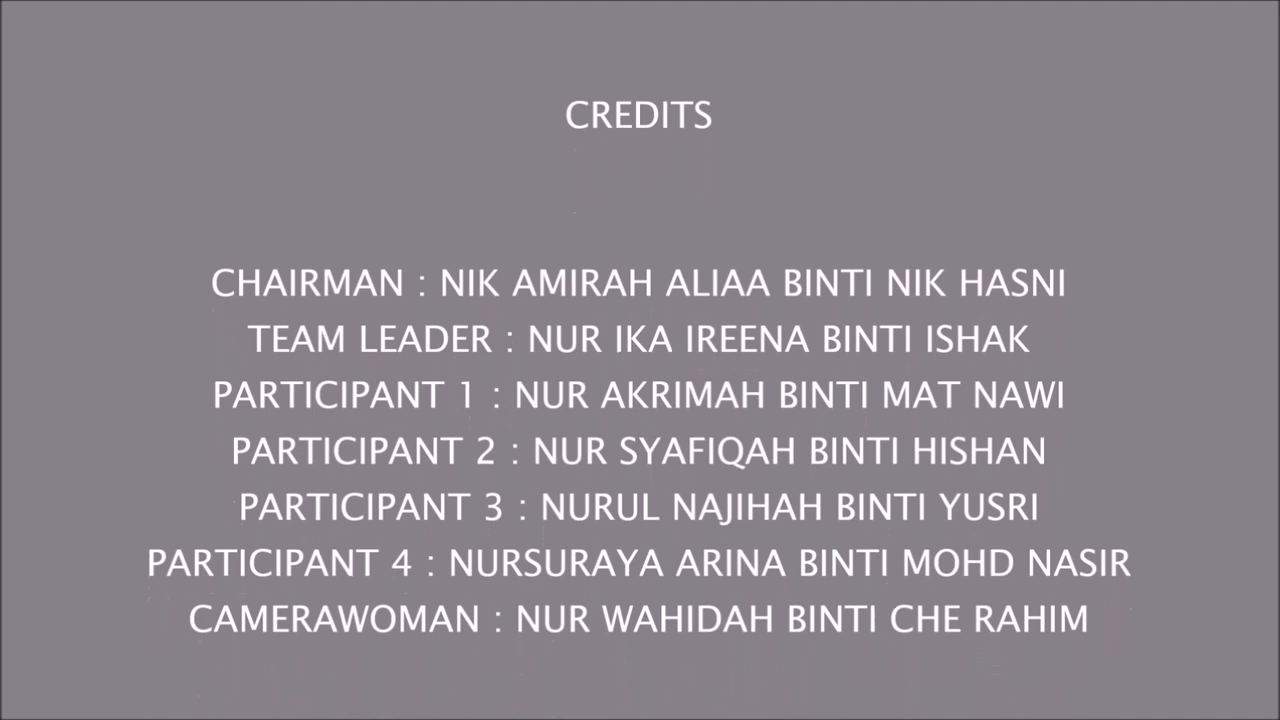 CREDITS
CHAIRMAN : NIK AMIRAH ALIAA BINTI NIK HASNI
TEAM LEADER : NUR IKA IREENA BINTI ISHAK
PARTICIPANT 1 : NUR AKRIMAH BINTI MAT NAWI
PARTICIPANT 2 : NUR SYAFIQAH BINTI HISHAN
PARTICIPANT 3 : NURUL NAJIHAH BINTI YUSRI
PARTICIPANT 4 : NURSURAYA ARINA BINTI MOHD NASIR
CAMERAWOMAN : NUR WAHIDAH BINTI CHE RAHIM